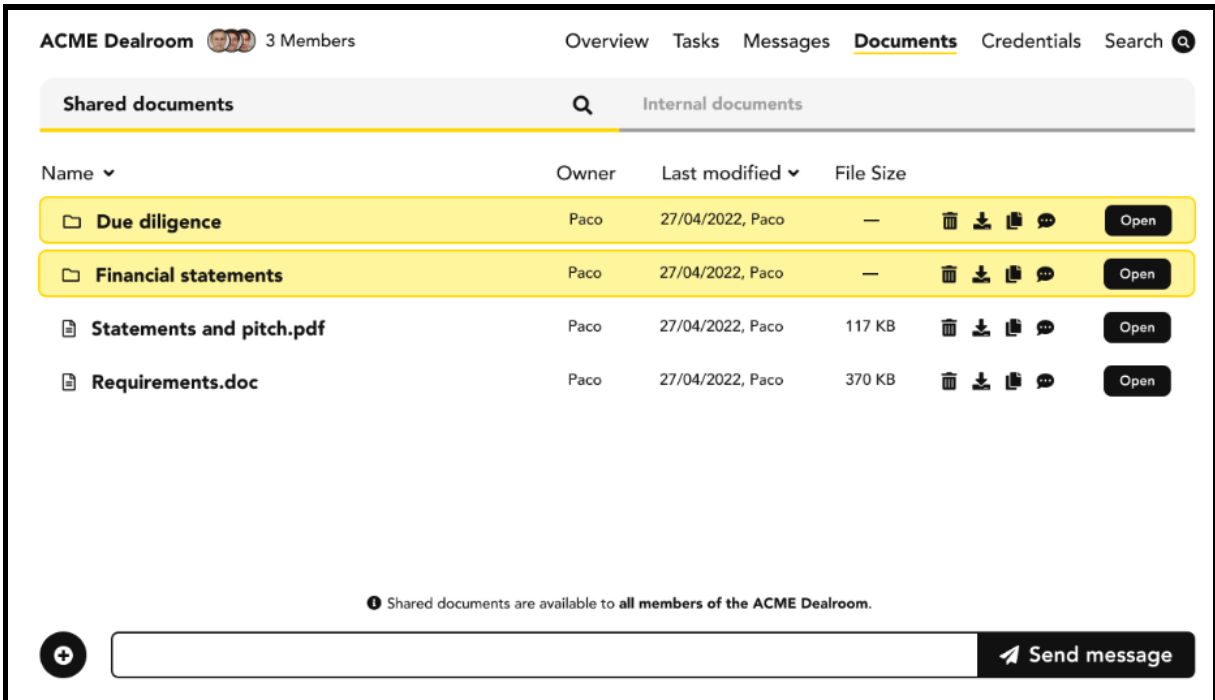 ACME Dealroom 3 Members Overview Tasks Messages Documents Credentials Search
Shared documents Internal documents
Name Owner Last modified File Size
Due diligence Paco 27/04/2022, Paco — Open
Financial statements Paco 27/04/2022, Paco — Open
Statements and pitch.pdf Paco 27/04/2022, Paco 117 KB Open
Requirements.doc Paco 27/04/2022, Paco 370 KB Open
Shared documents are available to all members of the ACME Dealroom.
Send message